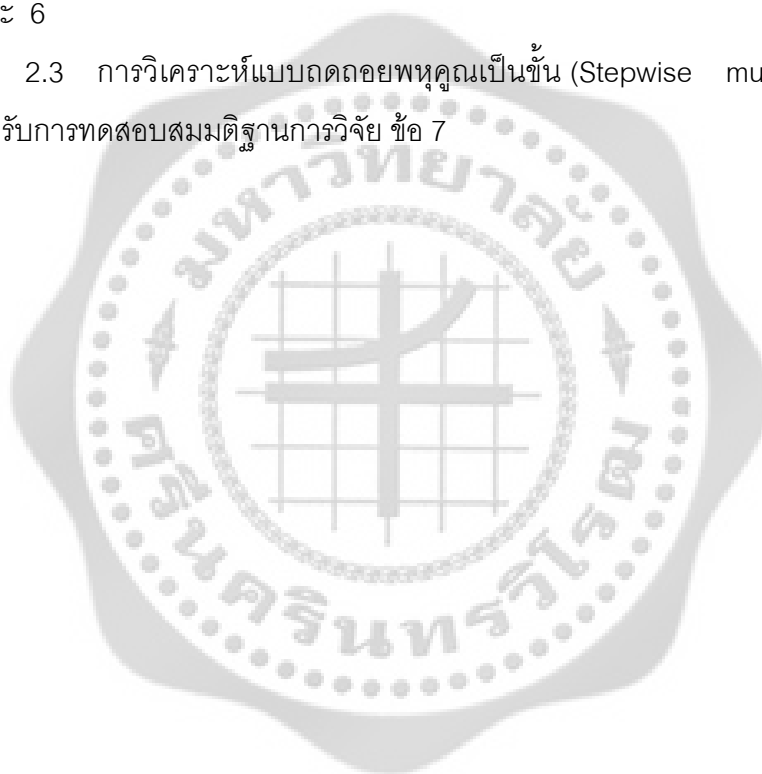 ะ 6
2.3 การวิเคราะห์แบบถดถอยพหุคูณเป็นขั้น (Stepwise mu
รับการทดสอบสมมติฐานการวิจัย ข้อ 7
มหาวิทยาลัย
ศรีนครินทรวิโรฒ